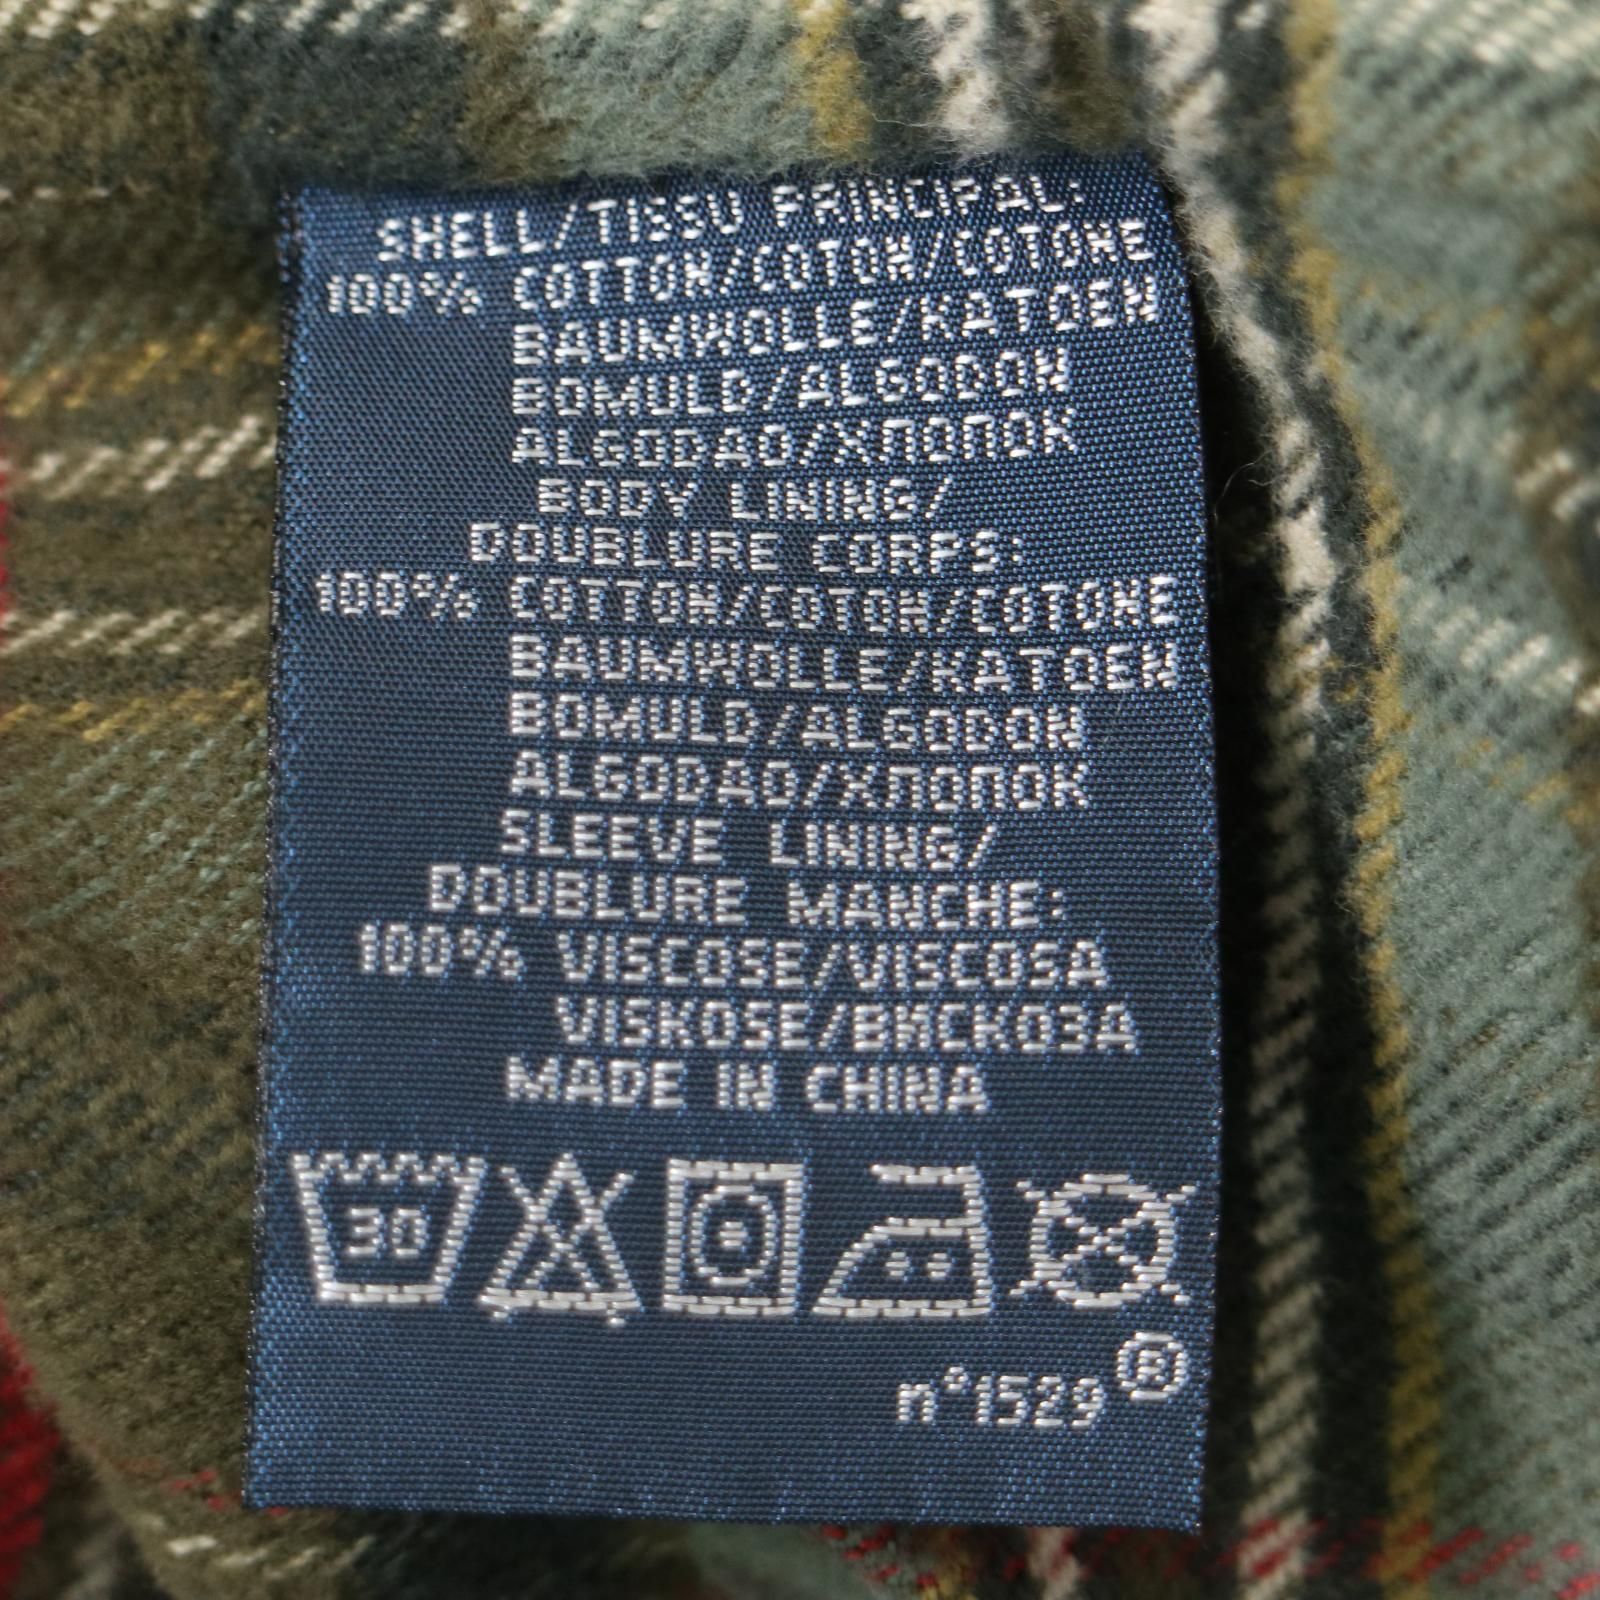 SHELL/TISSU PRINCIPAL:
100% COTTON/COTON/COTONE
BAUMWOLLE/KATOEN
BOMULD/ALGODON
ALGODAO/ХЛОПОК
BODY LINING/
DOUBLURE CORPS:
100% COTTON/COTON/COTONE
BAUMWOLLE/KATOEN
BOMULD/ALGODON
ALGODAO/ХЛОПОК
SLEEVE LINING/
DOUBLURE MANCHE:
100% VISCOSE/VISCOSA
VISKOSE/ВИСКОЗА
MADE IN CHINA
30
n°1529®